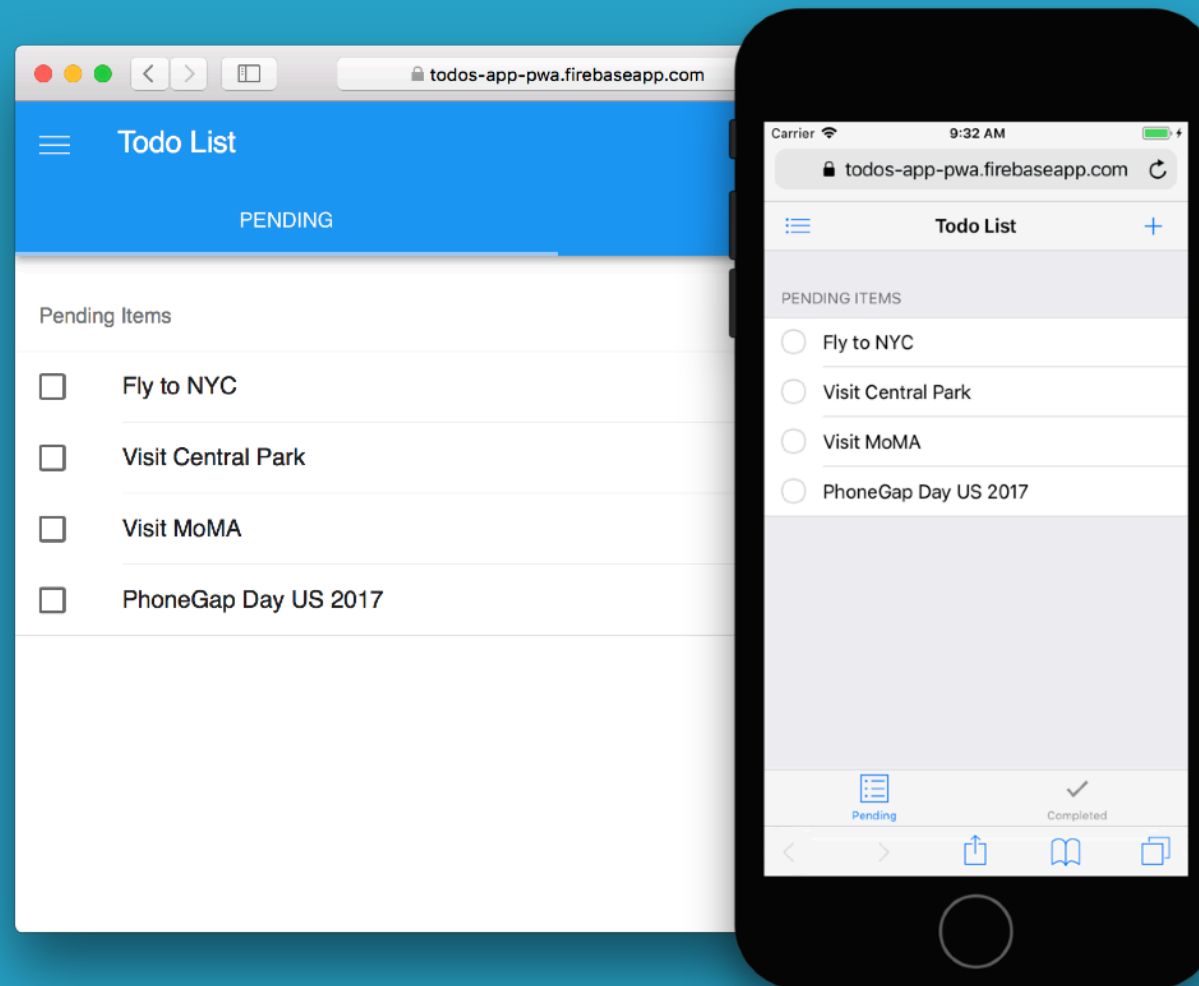 todos-app-pwa.firebaseapp.com
Todo List
PENDING
Pending Items
Fly to NYC
Visit Central Park
Visit MoMA
PhoneGap Day US 2017
Carrier 9:32 AM
todos-app-pwa.firebaseapp.com
Todo List
PENDING ITEMS
Fly to NYC
Visit Central Park
Visit MoMA
PhoneGap Day US 2017
Pending Completed